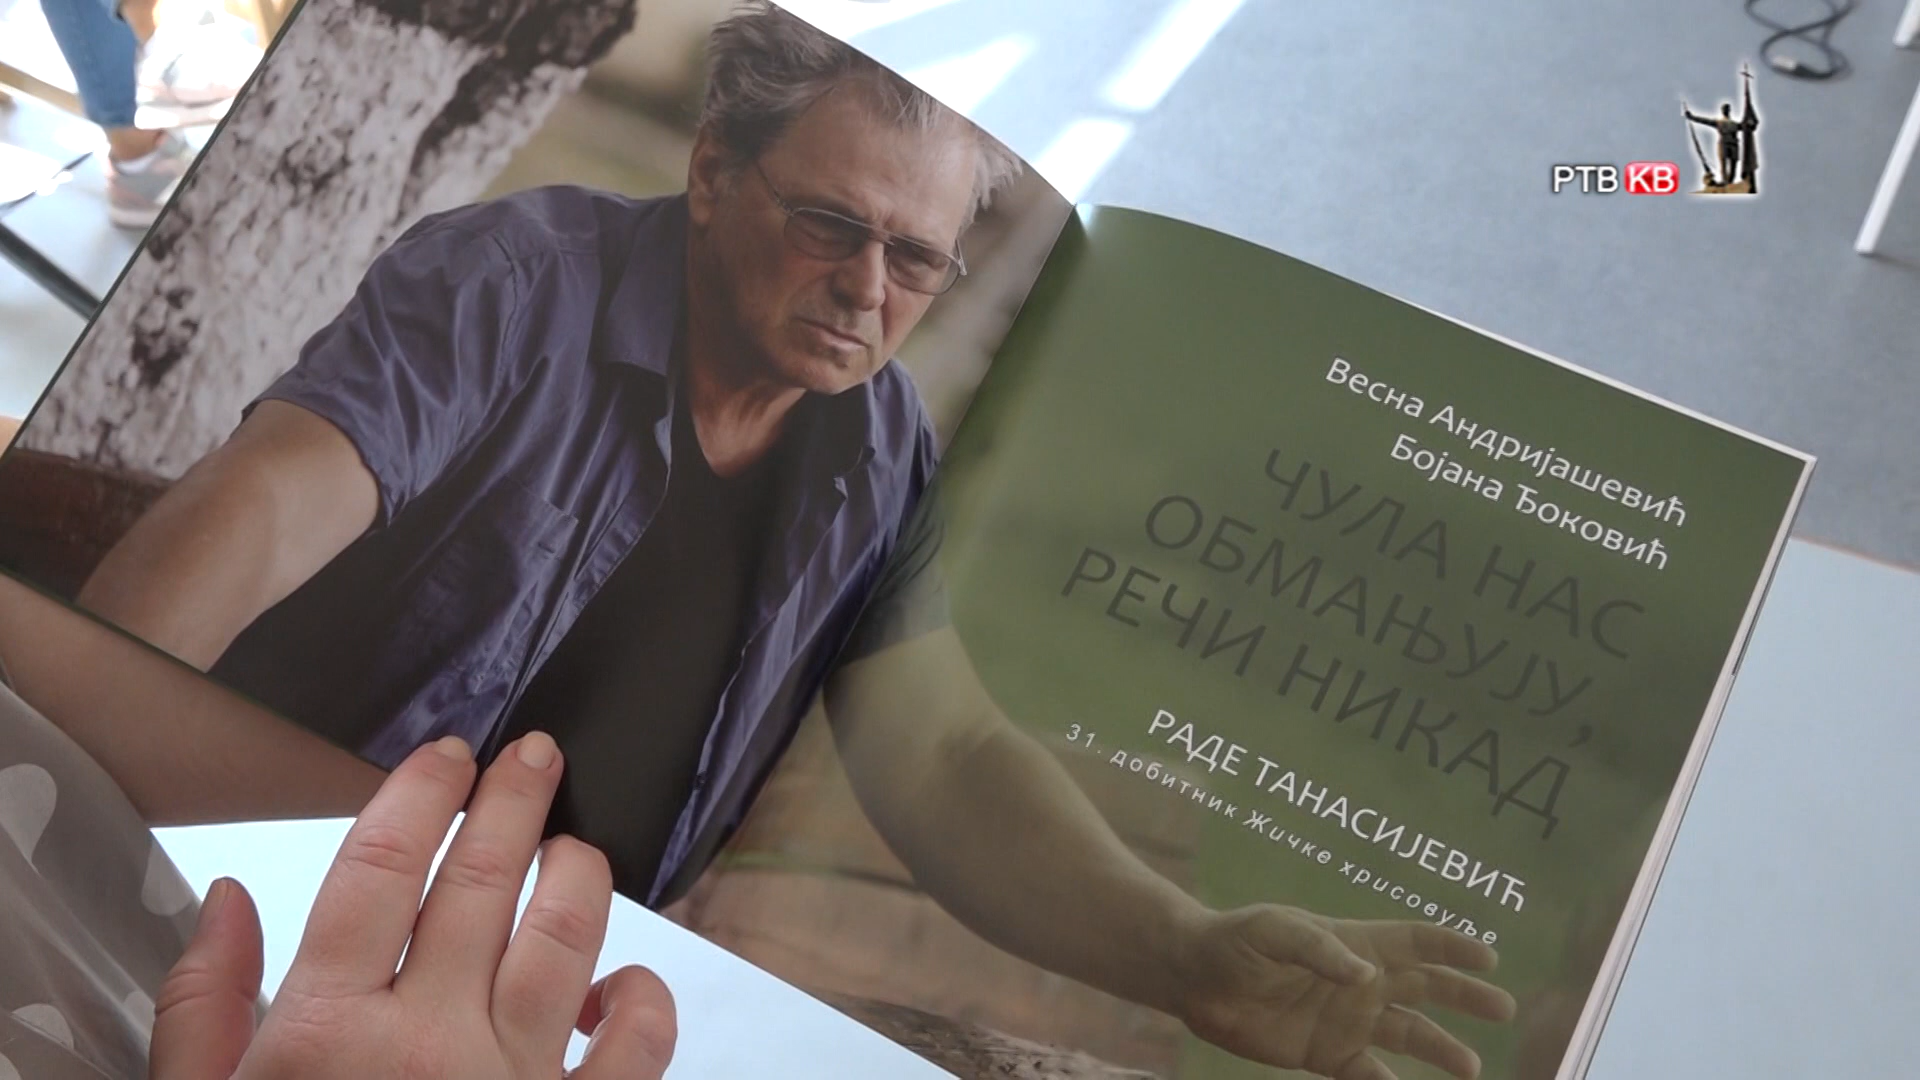 РТВ КВ
Весна Андријашевић
Бојана Ђоковић
ЧУЛА НАС
ОБМАЊУЈУ,
РЕЧИ НИКАД
РАДЕ ТАНАСИЈЕВИЋ
31. добитник Жичке хрисовуље